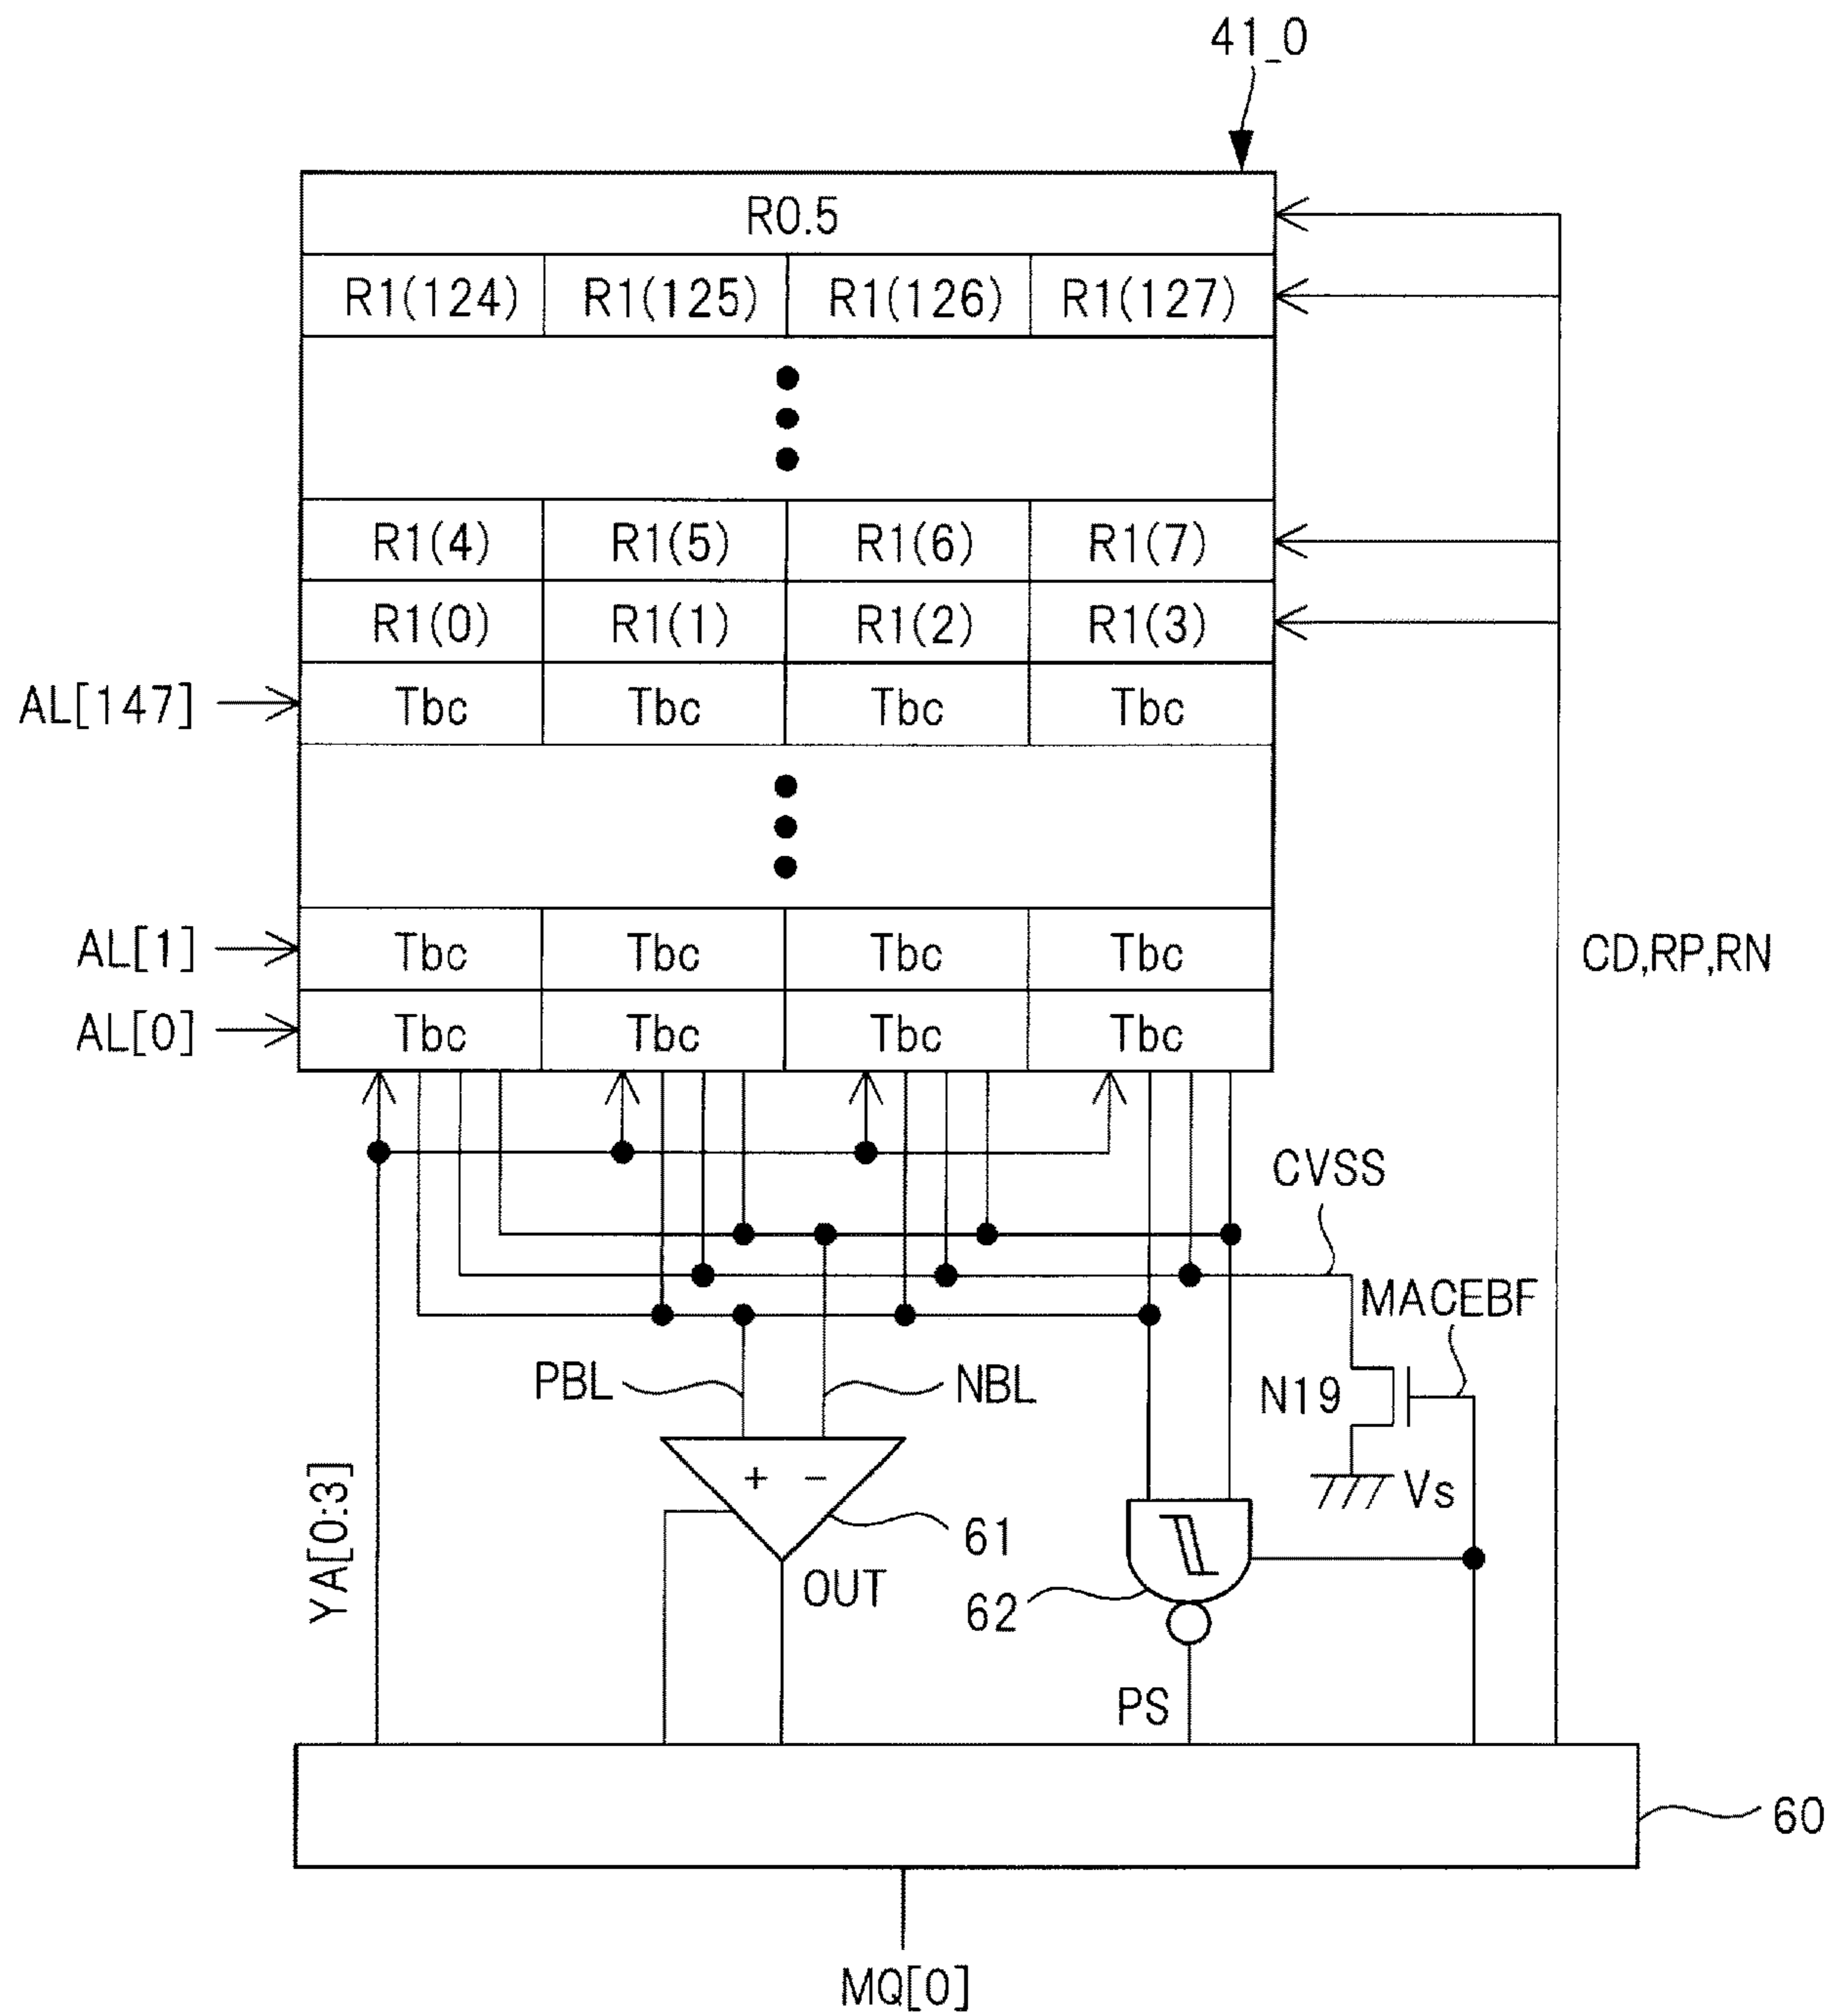 41_0
R0.5
R1(124) R1(125) R1(126) R1(127)
R1(4) R1(5) R1(6) R1(7)
R1(0) R1(1) R1(2) R1(3)
AL[147] Tbc Tbc Tbc Tbc
AL[1] Tbc Tbc Tbc Tbc
CD,RP,RN
AL[0] Tbc Tbc Tbc Tbc
CVSS
MACEBF
PBL NBL
N19
+ −
Vs
YA[0:3]
61
OUT
62
PS
60
MQ[0]